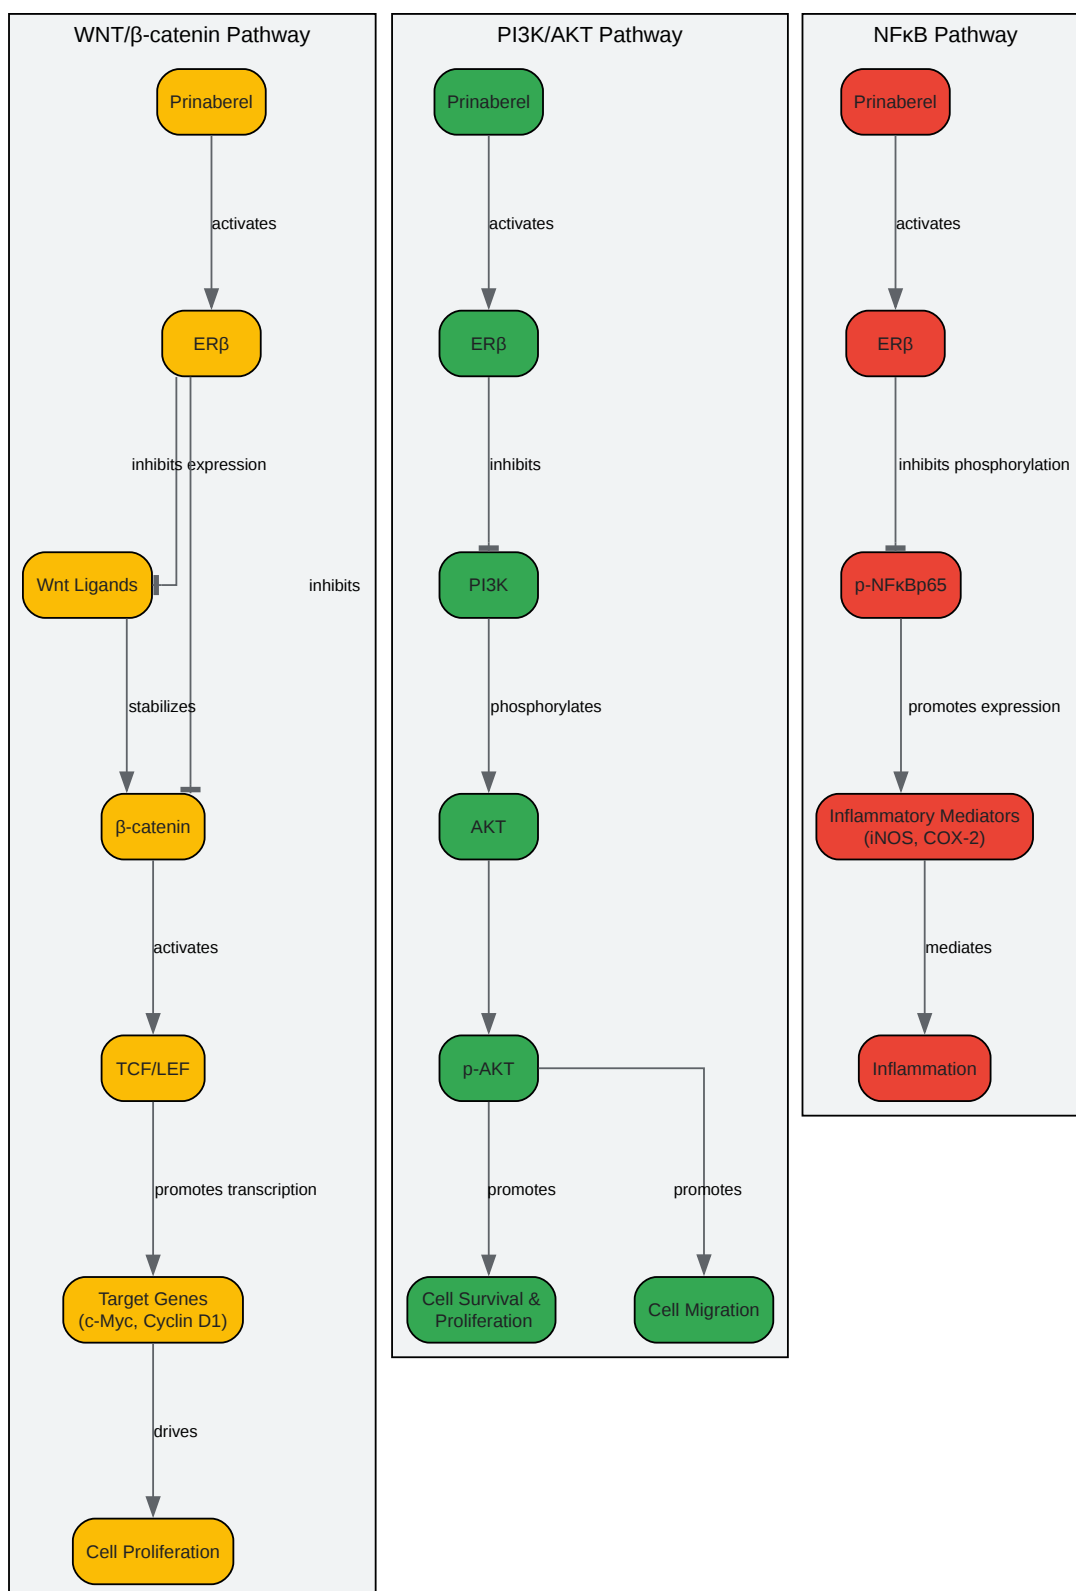 WNT/β-catenin Pathway
Prinaberel
activates
ERβ
inhibits expression
Wnt Ligands
inhibits
stabilizes
β-catenin
activates
TCF/LEF
promotes transcription
Target Genes
(c-Myc, Cyclin D1)
drives
Cell Proliferation
PI3K/AKT Pathway
Prinaberel
activates
ERβ
inhibits
PI3K
phosphorylates
AKT
p-AKT
promotes
promotes
Cell Survival &
Proliferation
Cell Migration
NFκB Pathway
Prinaberel
activates
ERβ
inhibits phosphorylation
p-NFκBp65
promotes expression
Inflammatory Mediators
(iNOS, COX-2)
mediates
Inflammation